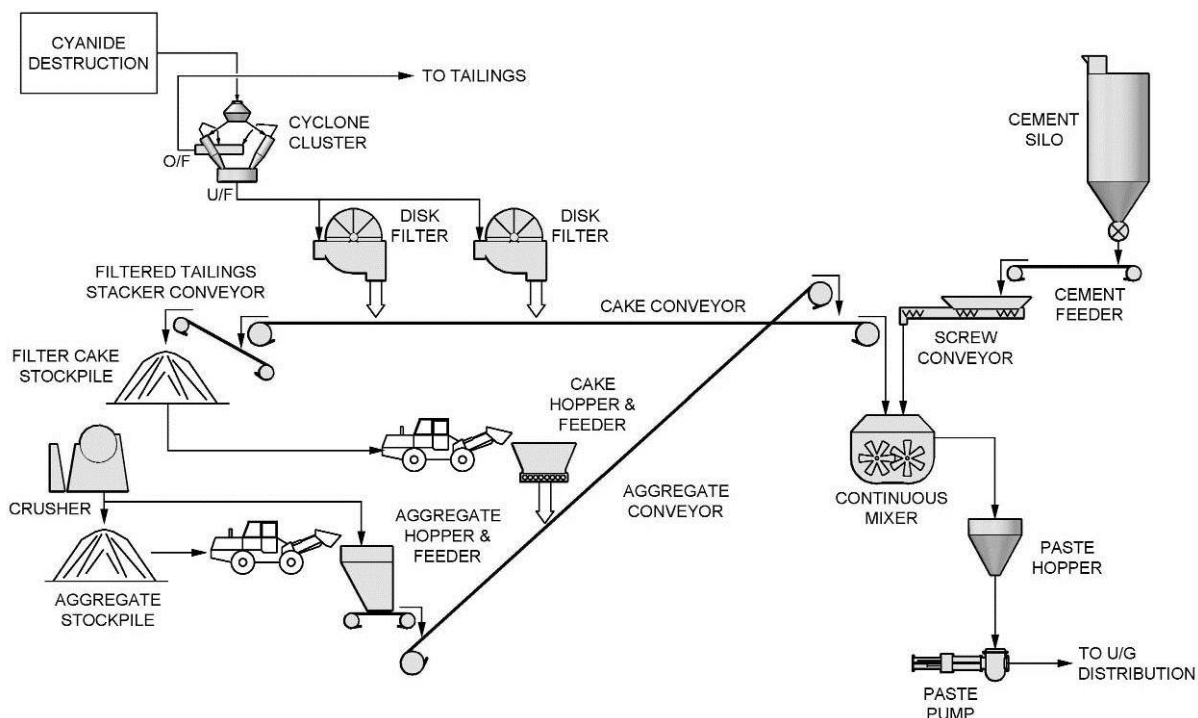 CYANIDE
DESTRUCTION
TO TAILINGS
CYCLONE
CLUSTER
O/F
U/F
DISK
FILTER
DISK
FILTER
CEMENT
SILO
FILTERED TAILINGS
STACKER CONVEYOR
CAKE CONVEYOR
CEMENT
FEEDER
SCREW
CONVEYOR
FILTER CAKE
STOCKPILE
CAKE
HOPPER &
FEEDER
CRUSHER
AGGREGATE
HOPPER &
FEEDER
AGGREGATE
CONVEYOR
CONTINUOUS
MIXER
PASTE
HOPPER
AGGREGATE
STOCKPILE
TO U/G
DISTRIBUTION
PASTE
PUMP